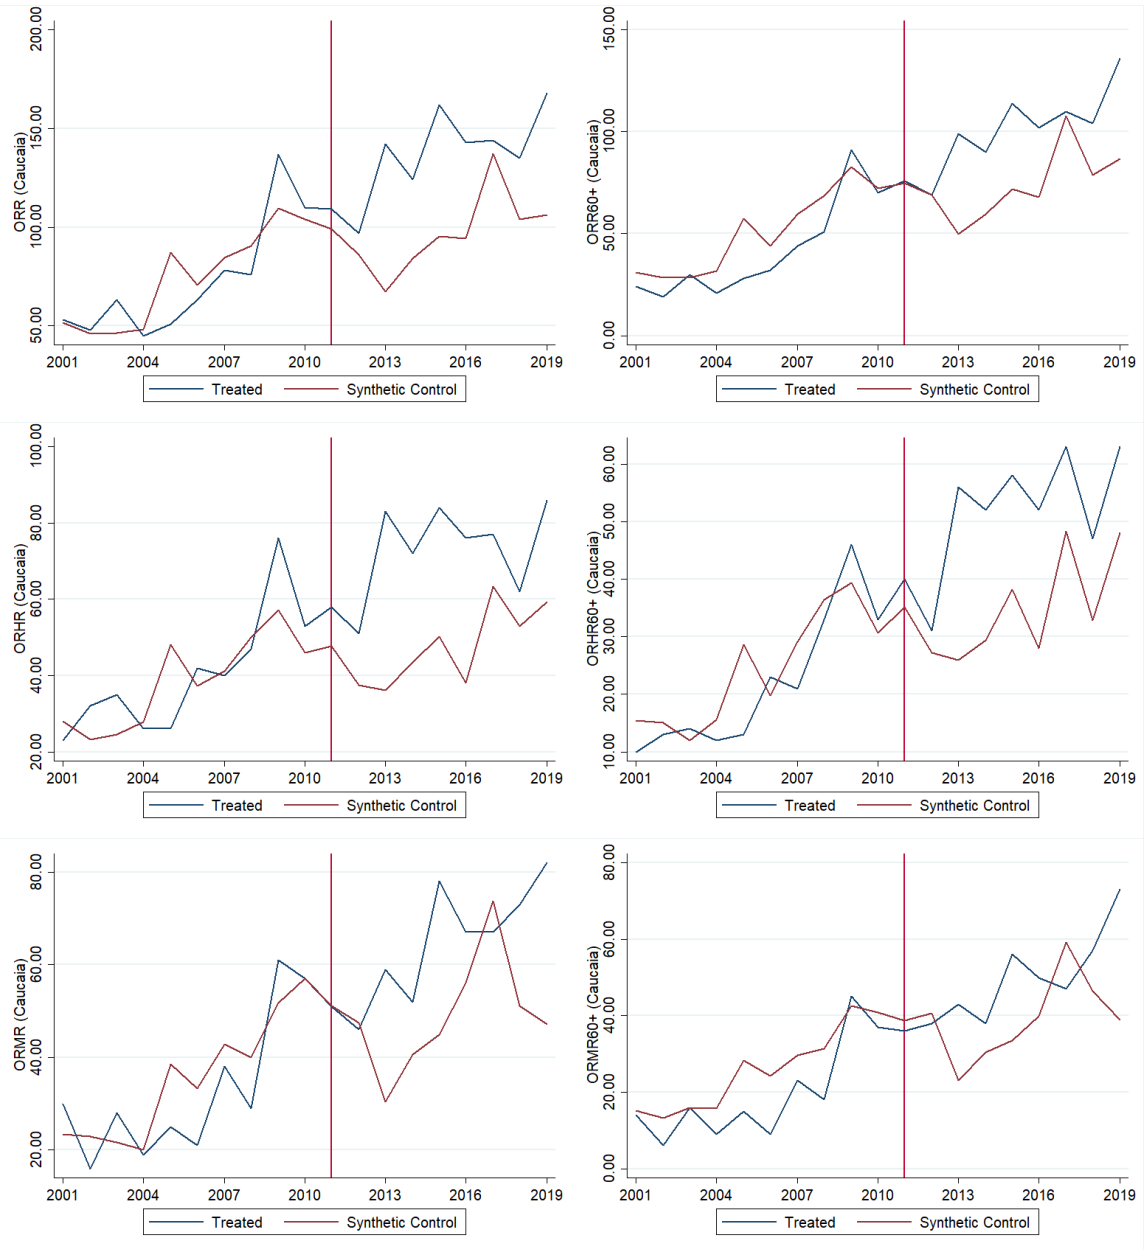 ORR (Caucaia)
200.00
150.00
100.00
50.00
2001 2004 2007 2010 2013 2016 2019
Treated Synthetic Control
ORR60+ (Caucaia)
150.00
100.00
50.00
0.00
2001 2004 2007 2010 2013 2016 2019
Treated Synthetic Control
ORHR (Caucaia)
100.00
80.00
60.00
40.00
20.00
2001 2004 2007 2010 2013 2016 2019
Treated Synthetic Control
ORHR60+ (Caucaia)
60.00
50.00
40.00
30.00
20.00
10.00
2001 2004 2007 2010 2013 2016 2019
Treated Synthetic Control
ORMR (Caucaia)
80.00
60.00
40.00
20.00
2001 2004 2007 2010 2013 2016 2019
Treated Synthetic Control
ORMR60+ (Caucaia)
80.00
60.00
40.00
20.00
0.00
2001 2004 2007 2010 2013 2016 2019
Treated Synthetic Control